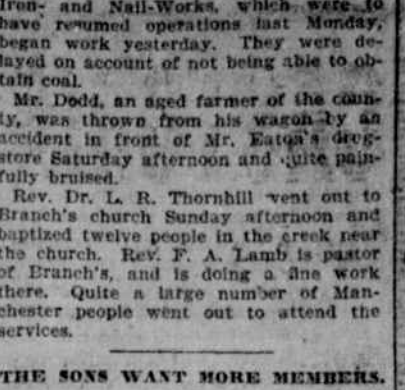 Iron- and Nail-Works, which were to
have resumed operations last Monday,
began work yesterday. They were de-
layed on account of not being able to ob-
tain coal.
Mr. Dodd, an aged farmer of the coun-
ty, was thrown from his wagon by an
accident in front of Mr. Eaton's drug-
store Saturday afternoon and quite pain-
fully bruised.
Rev. Dr. L. R. Thornhill went out to
Branch's church Sunday afternoon and
baptized twelve people in the creek near
the church. Rev. F. A. Lamb is pastor
of Branch's, and is doing a fine work
there. Quite a large number of Man-
chester people went out to attend the
services.
THE SONS WANT MORE MEMBERS.